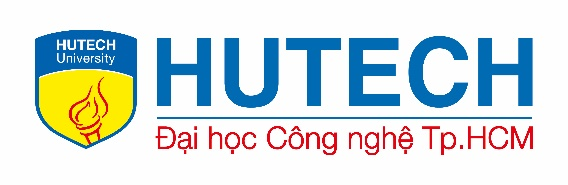 HUTECH
University
HUTECH
Đại học Công nghệ Tp.HCM